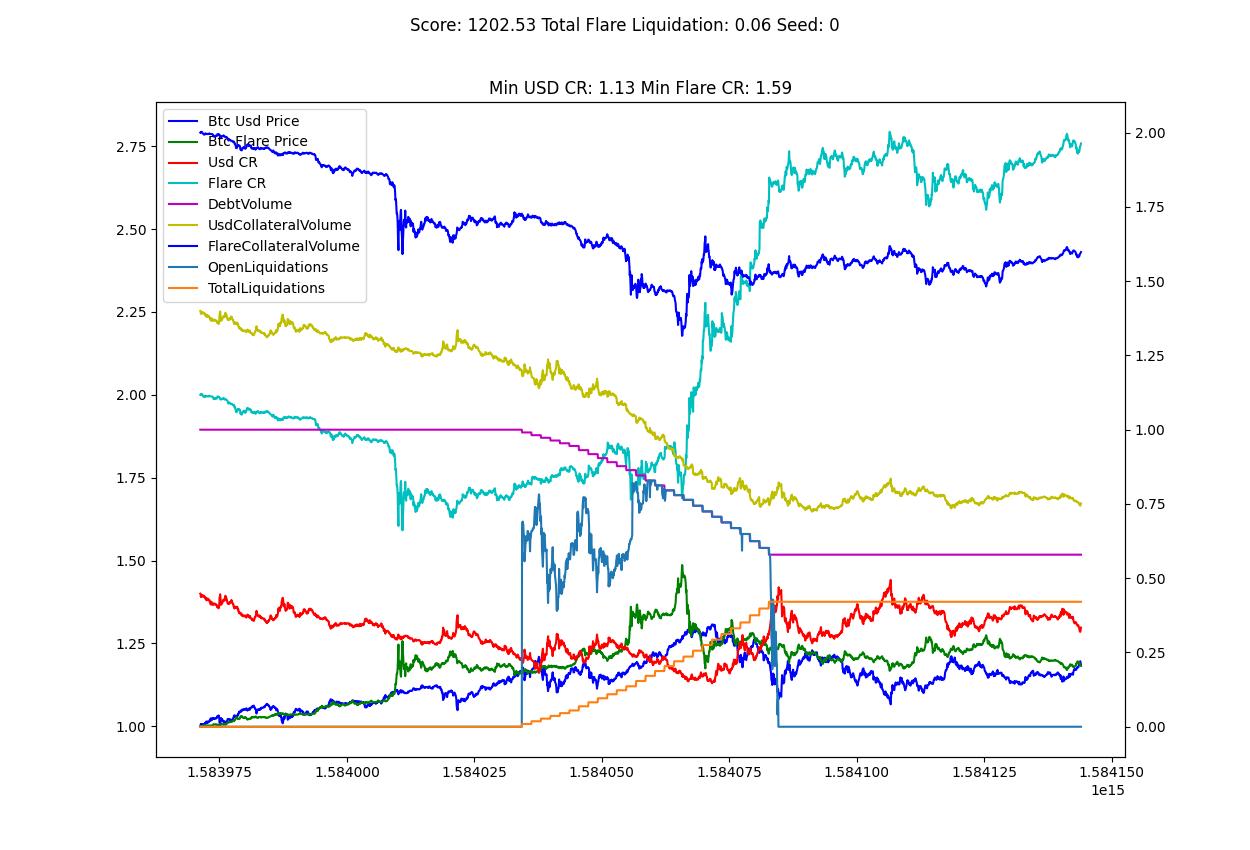 Score: 1202.53 Total Flare Liquidation: 0.06 Seed: 0
Min USD CR: 1.13 Min Flare CR: 1.59
Btc Usd Price
Btc Flare Price
Usd CR
Flare CR
DebtVolume
UsdCollateralVolume
FlareCollateralVolume
OpenLiquidations
TotalLiquidations
2.75
2.50
2.25
2.00
1.75
1.50
1.25
1.00
2.00
1.75
1.50
1.25
1.00
0.75
0.50
0.25
0.00
1.583975 1.584000 1.584025 1.584050 1.584075 1.584100 1.584125 1.584150
1e15